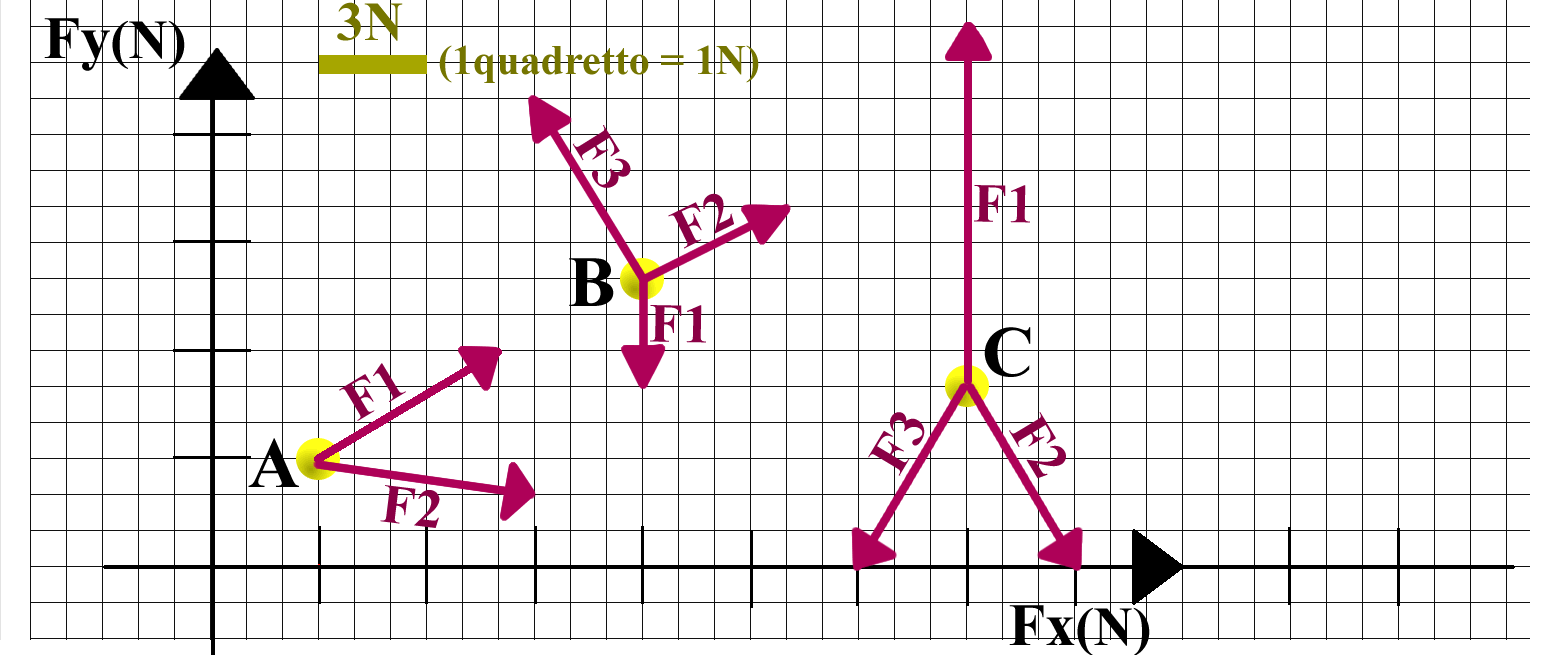 Fy(N)
3N
(1quadretto = 1N)
F3
F2
F1
B
F1
C
F1
A
F2
F3
F2
Fx(N)